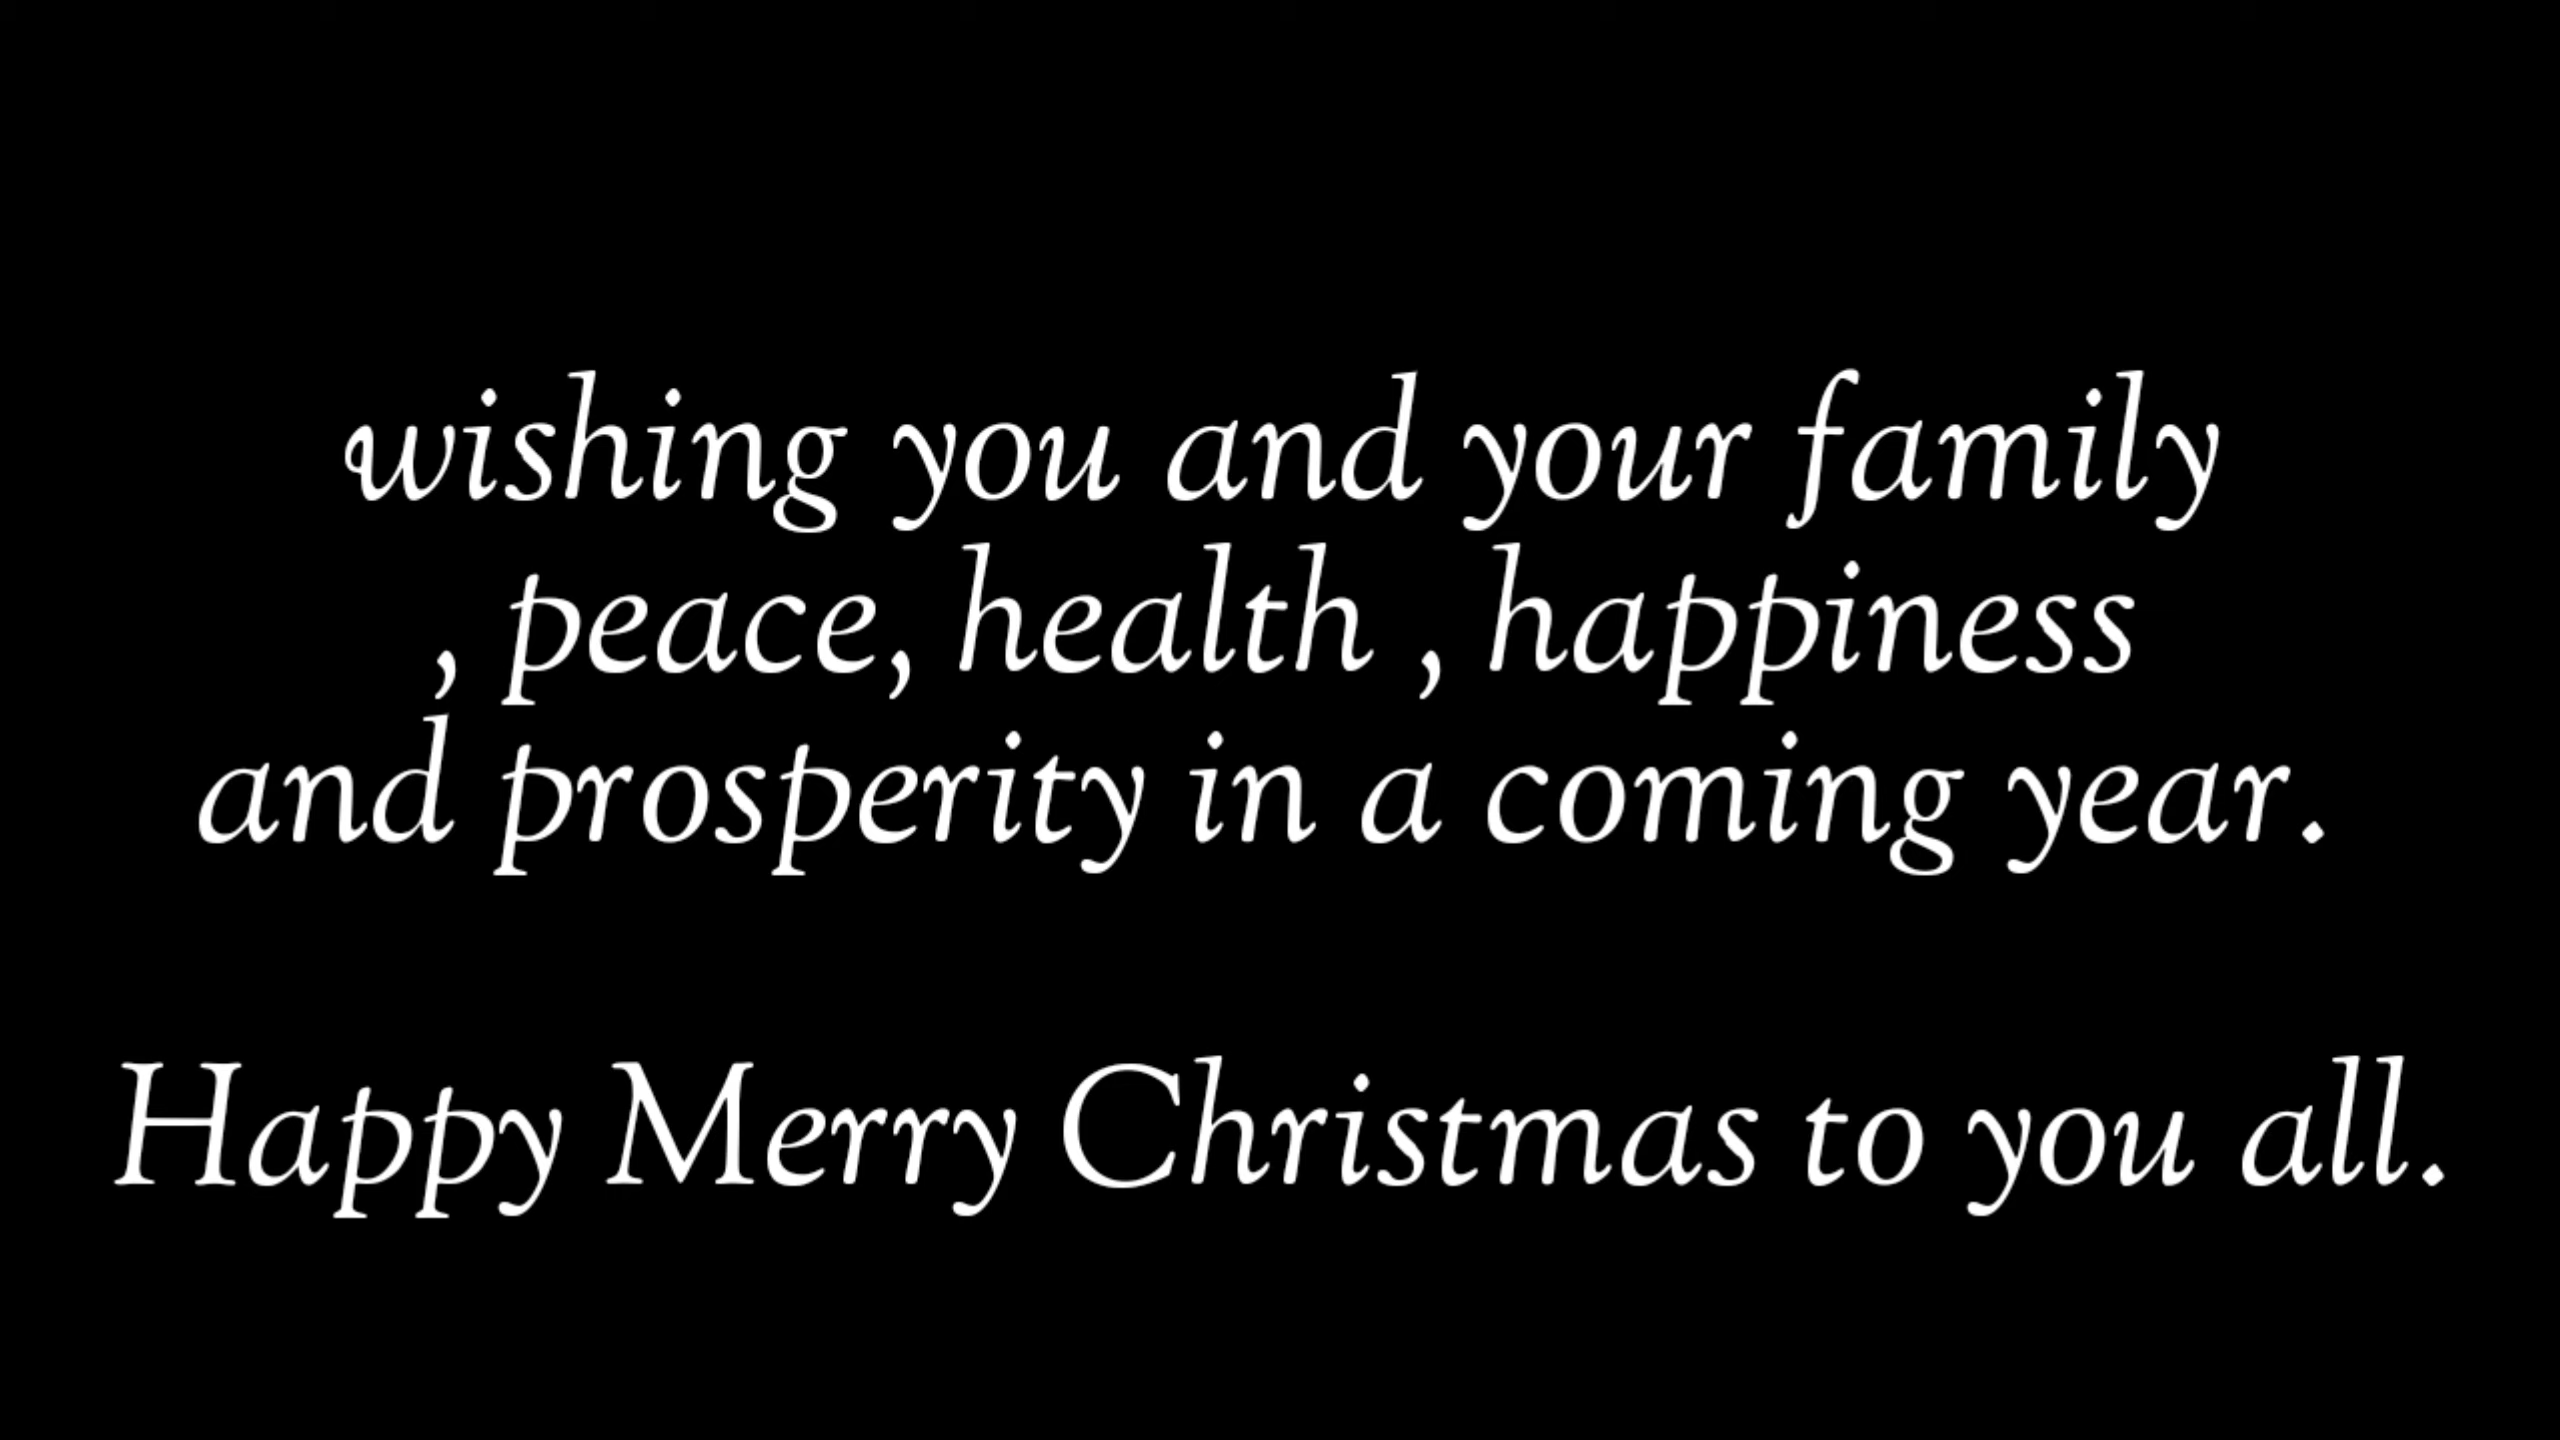 wishing you and your family
, peace, health , happiness
and prosperity in a coming year.
Happy Merry Christmas to you all.